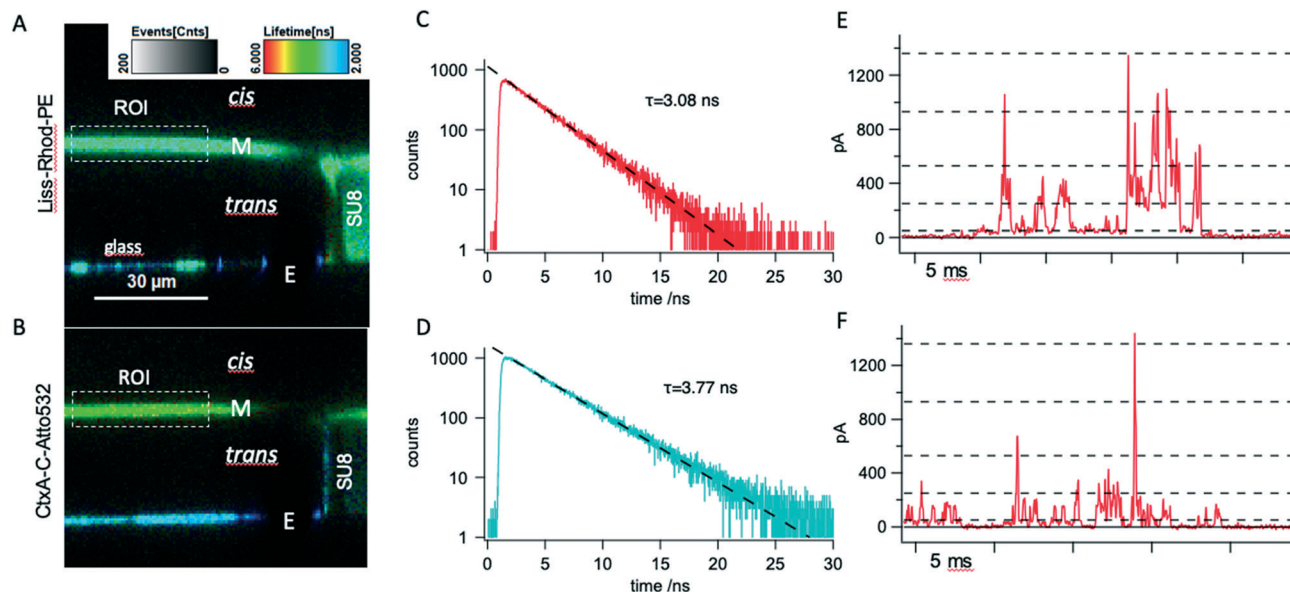 A
Events[Cnts]
200
0
Lifetime[ns]
6.000
2.000
Liss-Rhod-PE
ROI
cis
M
trans
SU8
glass
E
30 µm
B
CtxA-C-Atto532
ROI
cis
M
trans
SU8
E
C
τ=3.08 ns
counts
1000
100
10
1
0 5 10 15 20 25 30
time /ns
D
τ=3.77 ns
counts
1000
100
10
1
0 5 10 15 20 25 30
time /ns
E
pA
1200
800
400
0
5 ms
F
pA
1200
800
400
0
5 ms